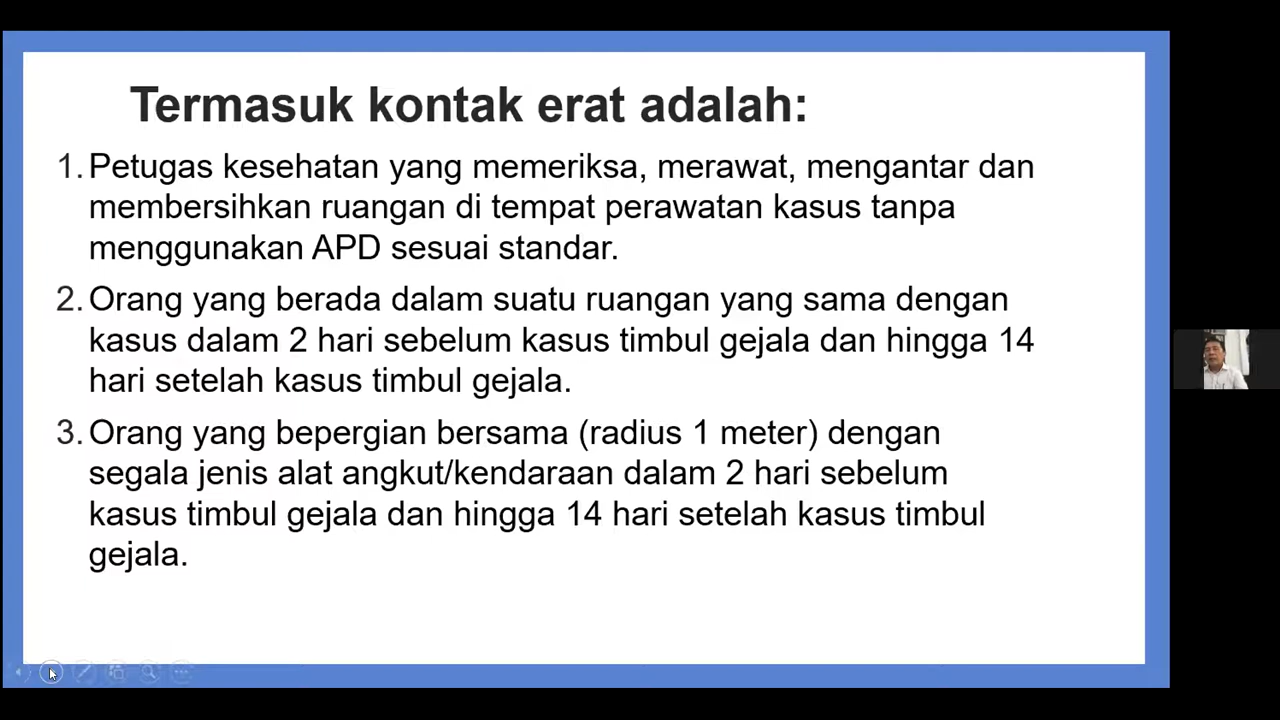 Termasuk kontak erat adalah:
1. Petugas kesehatan yang memeriksa, merawat, mengantar dan
membersihkan ruangan di tempat perawatan kasus tanpa
menggunakan APD sesuai standar.
2. Orang yang berada dalam suatu ruangan yang sama dengan
kasus dalam 2 hari sebelum kasus timbul gejala dan hingga 14
hari setelah kasus timbul gejala.
3. Orang yang bepergian bersama (radius 1 meter) dengan
segala jenis alat angkut/kendaraan dalam 2 hari sebelum
kasus timbul gejala dan hingga 14 hari setelah kasus timbul
gejala.